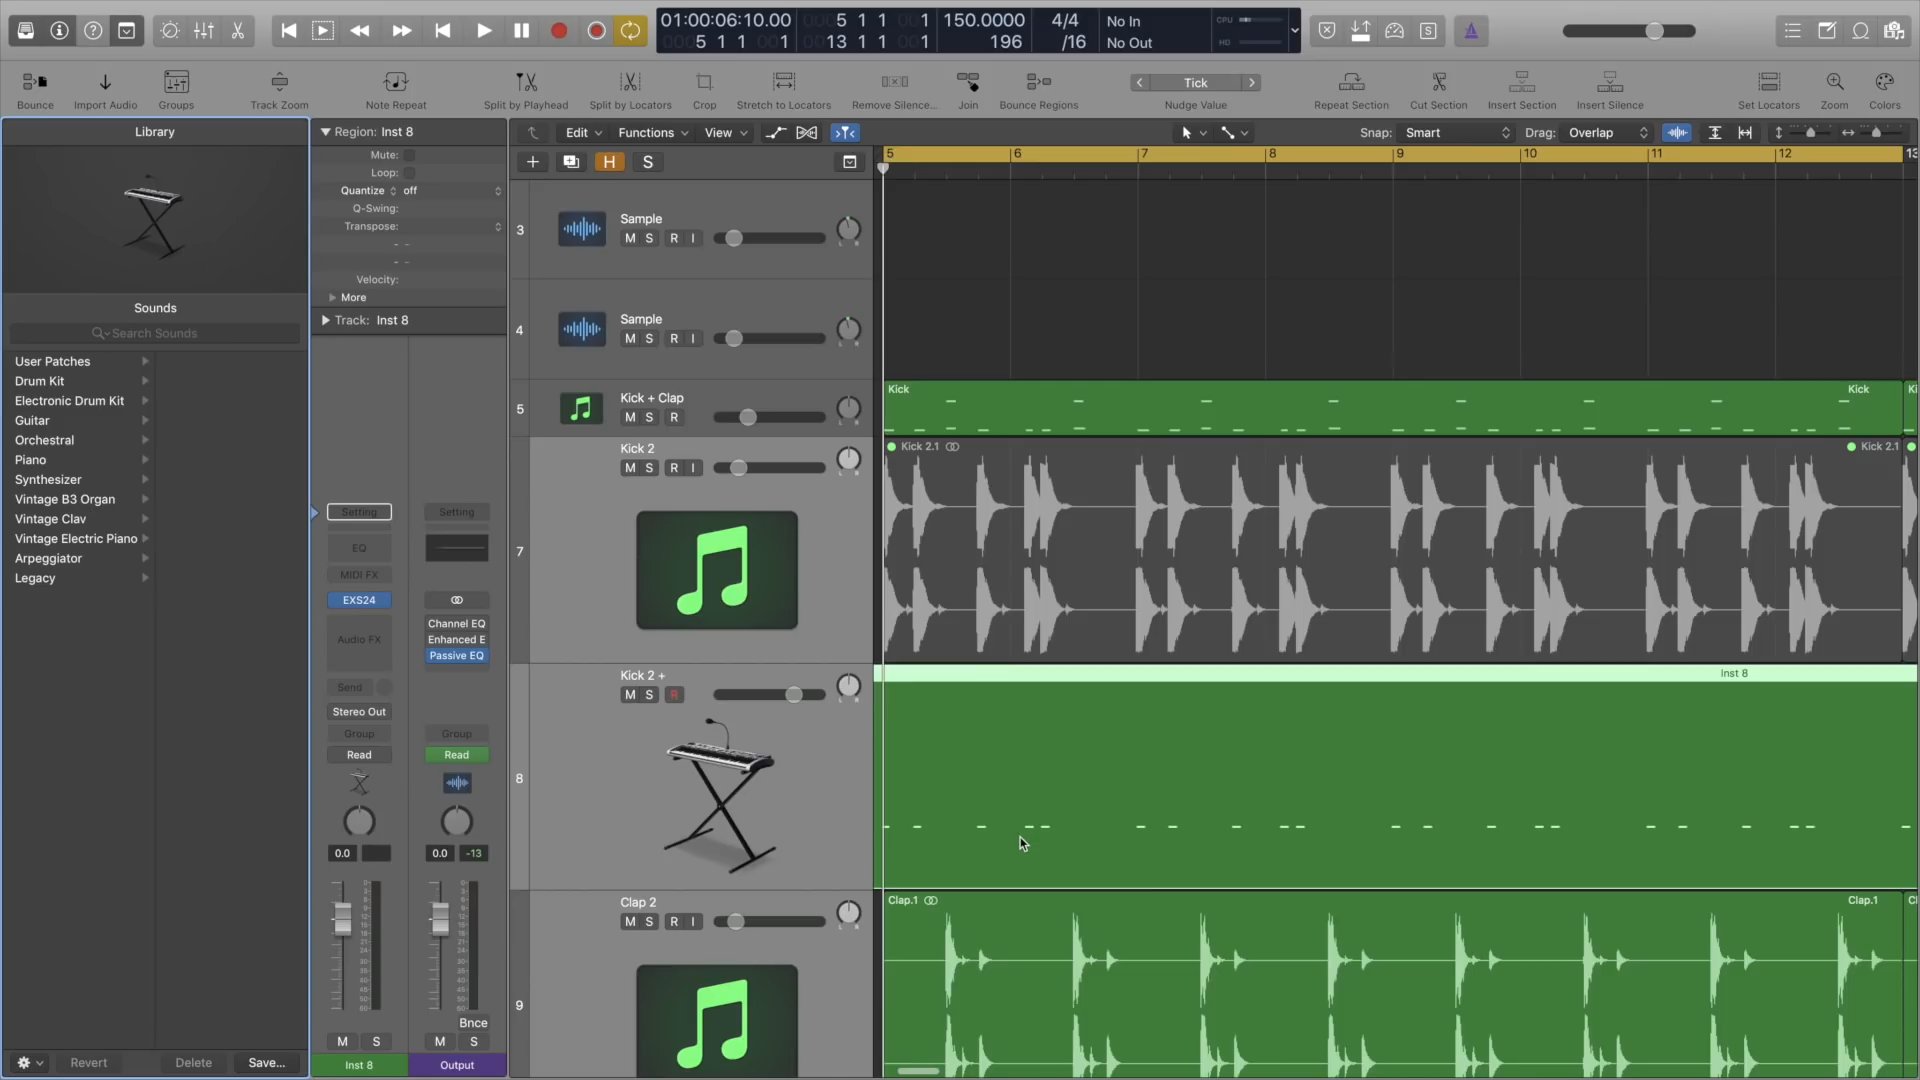 01:00:06:10.00
5 1 1 1
5 1 1 1
13 1 1 1
150.0000
196
4/4
/16
No In
No Out
CPU
HD
Bounce
Import Audio
Groups
Track Zoom
Note Repeat
Split by Playhead
Split by Locators
Crop
Stretch to Locators
Remove Silence...
Join
Bounce Regions
Tick
Nudge Value
Repeat Section
Cut Section
Insert Section
Insert Silence
Set Locators
Zoom
Colors
Library
Region: Inst 8
Edit
Functions
View
Snap: Smart
Drag: Overlap
Mute:
Loop:
Quantize off
Q-Swing:
Transpose:
Velocity:
More
Track: Inst 8
H S
5 6 7 8 9 10 11 12 13
Sounds
Search Sounds
User Patches
Drum Kit
Electronic Drum Kit
Guitar
Orchestral
Piano
Synthesizer
Vintage B3 Organ
Vintage Clav
Vintage Electric Piano
Arpeggiator
Legacy
Setting
EQ
MIDI FX
EXS24
Audio FX
Send
Stereo Out
Group
Read
0.0
M S
Inst 8
Setting
Channel EQ
Enhanced E
Passive EQ
Group
Read
0.0 -13
Bnce
M S
Output
3
Sample
M S R I
4
Sample
M S R I
5
Kick + Clap
M S R
Kick
Kick
Ki
7
Kick 2
M S R I
Kick 2.1
Kick 2.1
8
Kick 2 +
M S R
Inst 8
9
Clap 2
M S R I
Clap.1
Clap.1
Cl
Revert
Delete
Save...